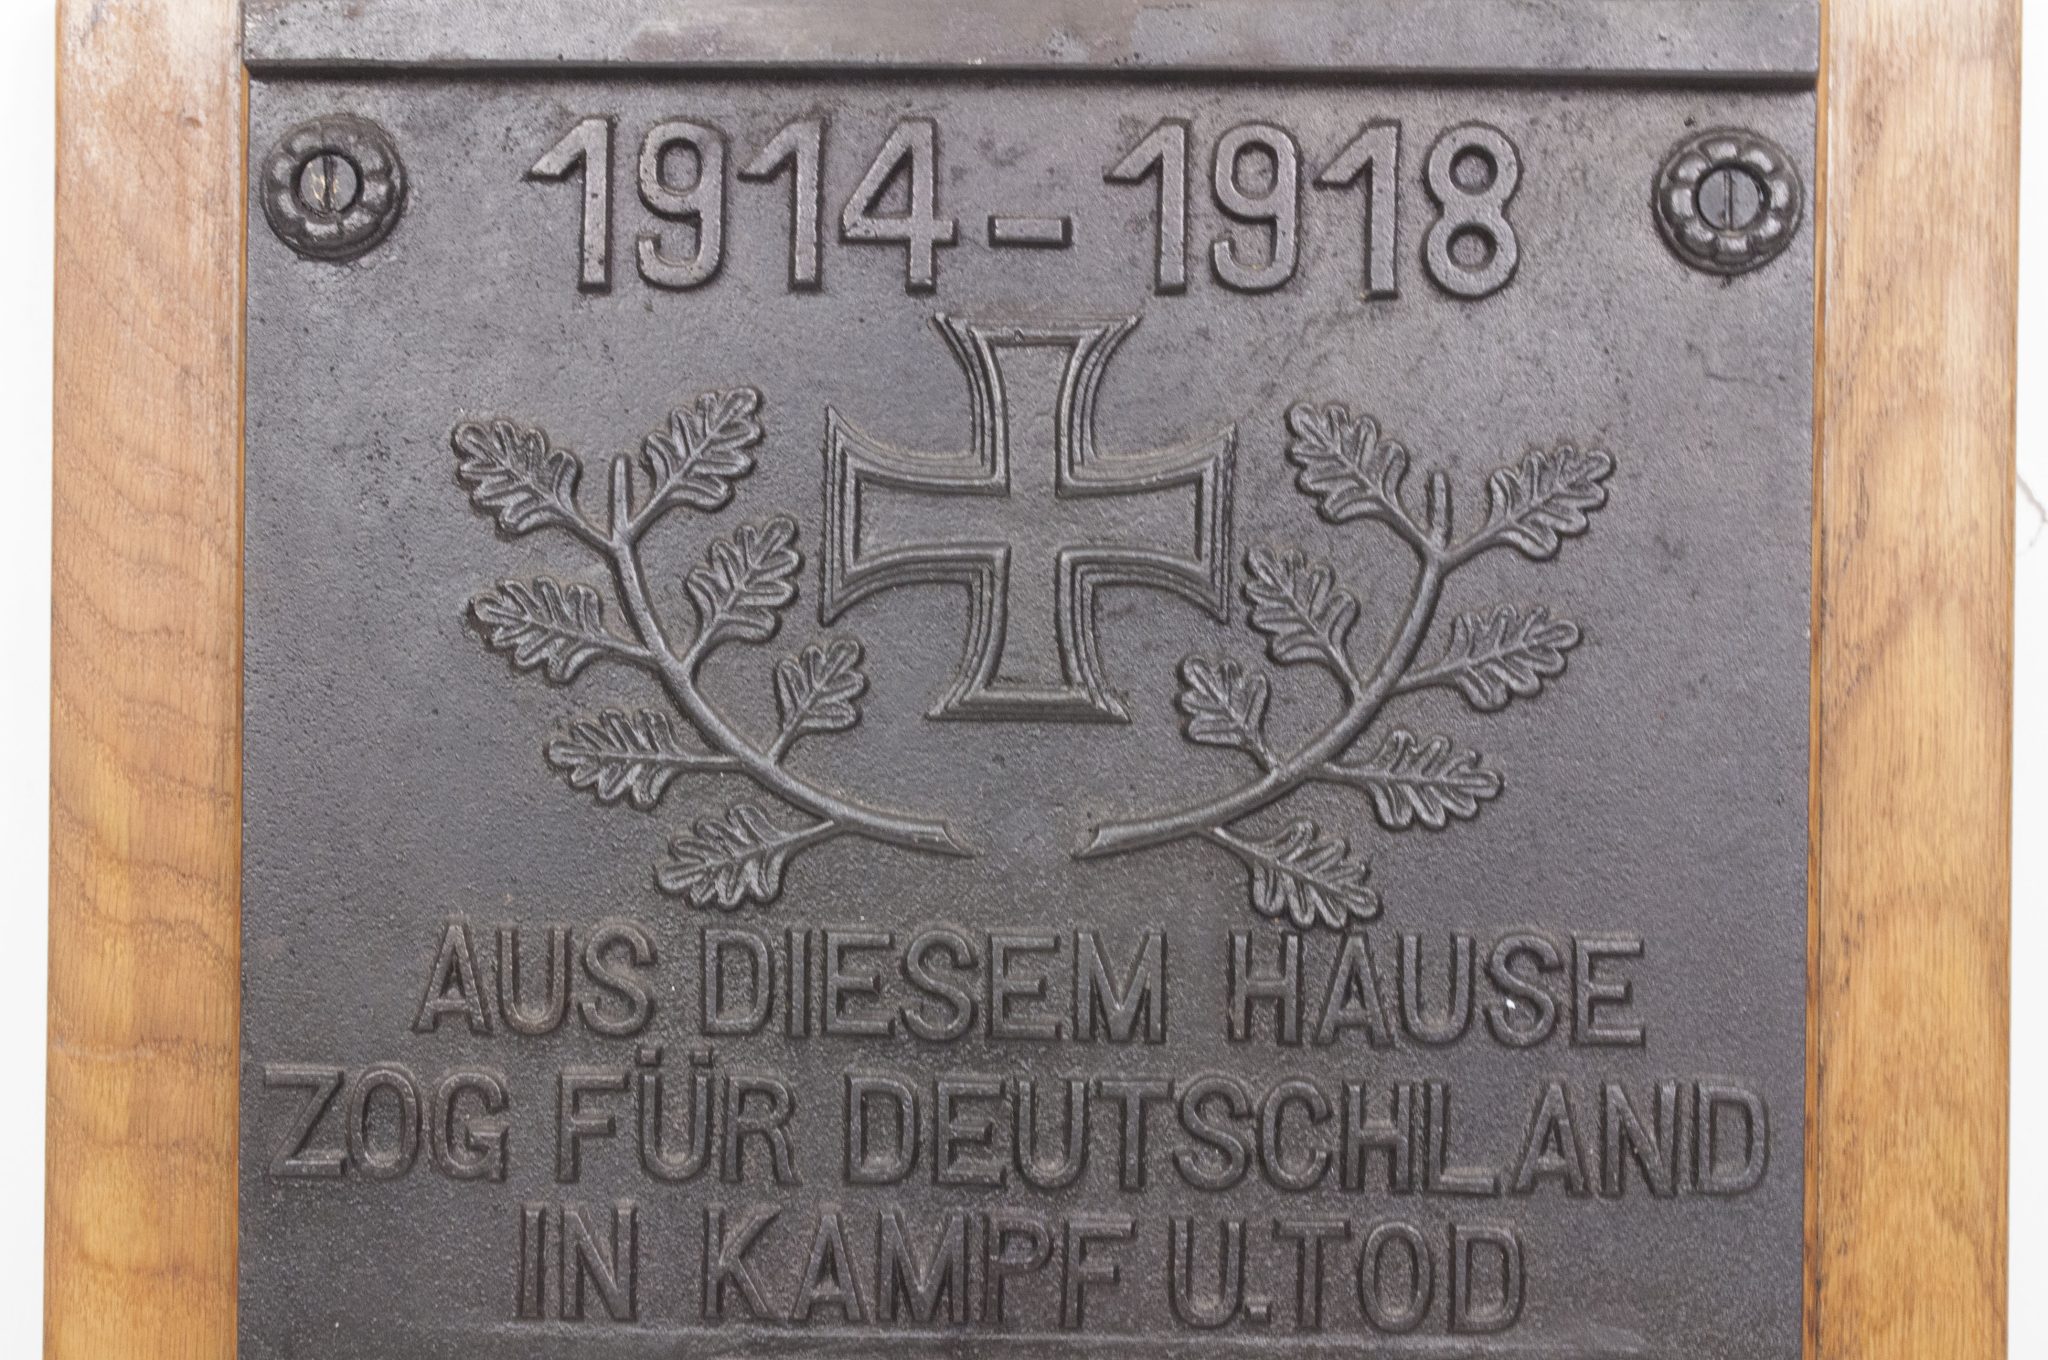 1914-1918
AUS DIESEM HAUSE
ZOG FÜR DEUTSCHLAND
IN KAMPF U.TOD